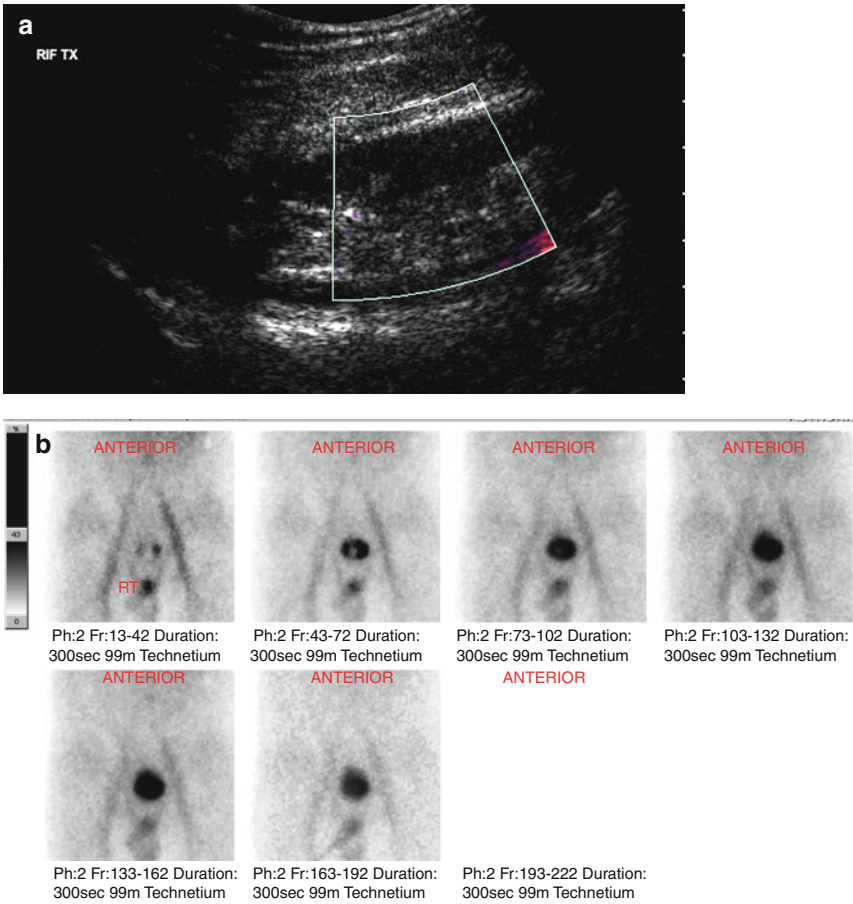 a
RIF TX
b
%
43
0
ANTERIOR
ANTERIOR
ANTERIOR
ANTERIOR
RT
Ph:2 Fr:13-42 Duration:
300sec 99m Technetium
Ph:2 Fr:43-72 Duration:
300sec 99m Technetium
Ph:2 Fr:73-102 Duration:
300sec 99m Technetium
Ph:2 Fr:103-132 Duration:
300sec 99m Technetium
ANTERIOR
ANTERIOR
ANTERIOR
Ph:2 Fr:133-162 Duration:
300sec 99m Technetium
Ph:2 Fr:163-192 Duration:
300sec 99m Technetium
Ph:2 Fr:193-222 Duration:
300sec 99m Technetium